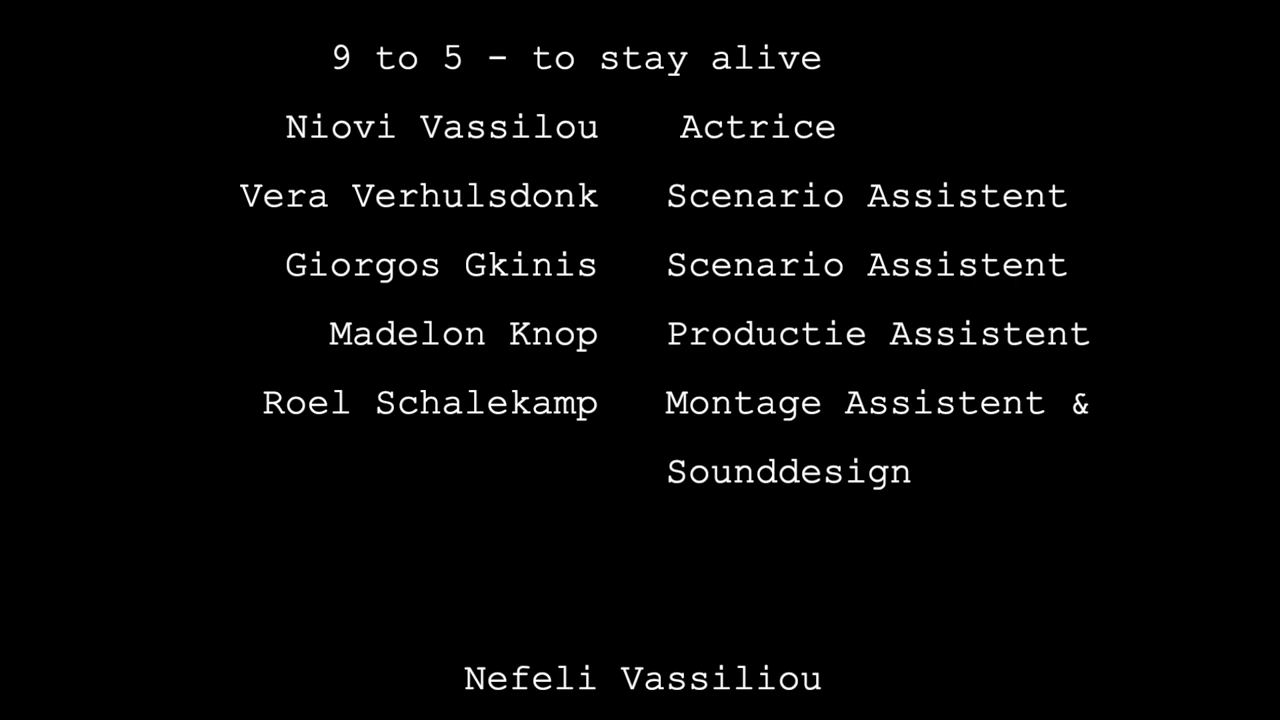 9 to 5 - to stay alive
Niovi Vassilou Actrice
Vera Verhulsdonk Scenario Assistent
Giorgos Gkinis Scenario Assistent
Madelon Knop Productie Assistent
Roel Schalekamp Montage Assistent &
Sounddesign
Nefeli Vassiliou